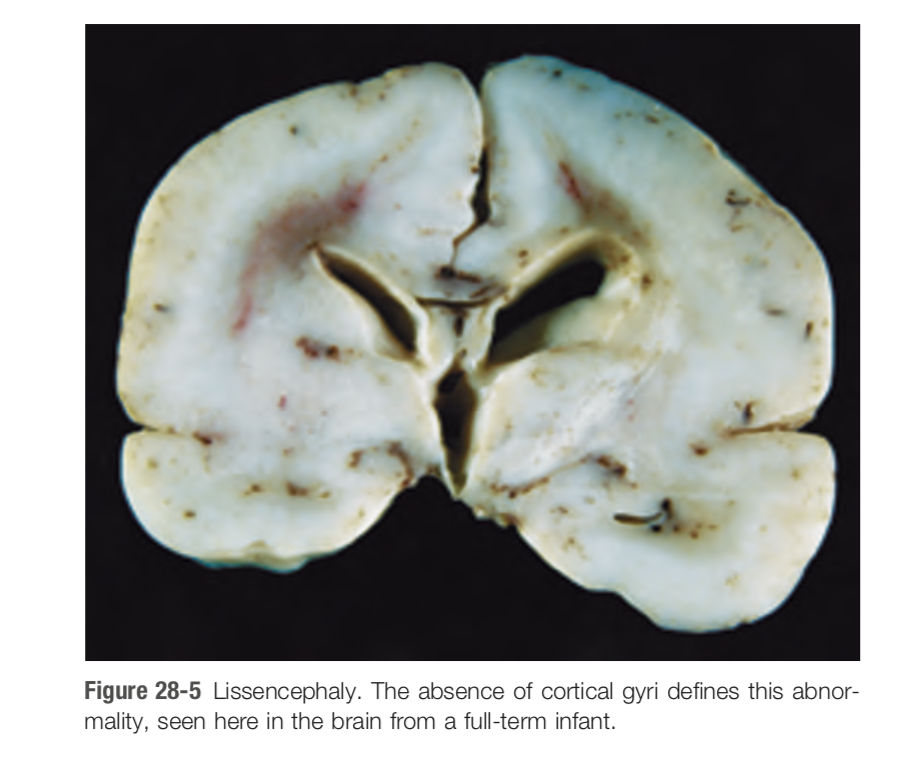 Figure 28-5 Lissencephaly. The absence of cortical gyri defines this abnor-
mality, seen here in the brain from a full-term infant.